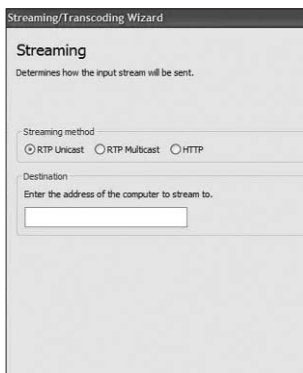 Streaming/Transcoding Wizard
Streaming
Determines how the input stream will be sent.
Streaming method
RTP Unicast RTP Multicast HTTP
Destination
Enter the address of the computer to stream to.